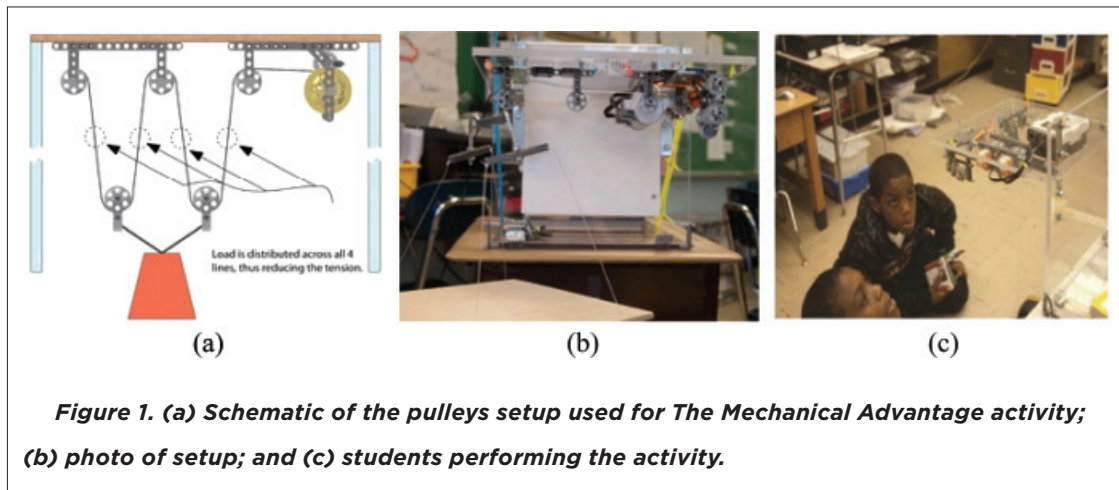 Load is distributed across all 4
lines, thus reducing the tension.
(a)
(b)
(c)
Figure 1. (a) Schematic of the pulleys setup used for The Mechanical Advantage activity;
(b) photo of setup; and (c) students performing the activity.